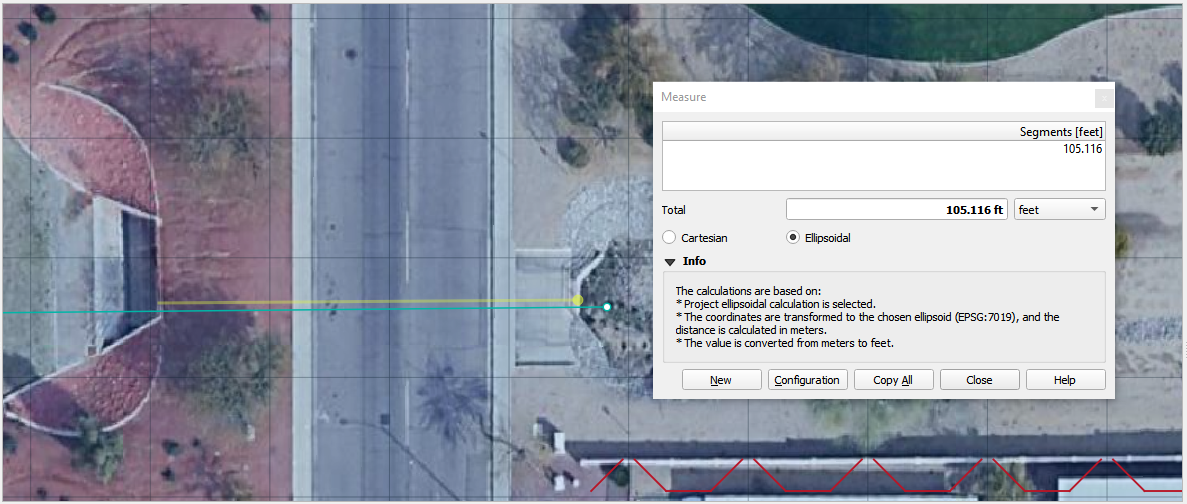 Measure
Segments [feet]
105.116
Total
105.116 ft
feet
Cartesian
Ellipsoidal
Info
The calculations are based on:
* Project ellipsoidal calculation is selected.
* The coordinates are transformed to the chosen ellipsoid (EPSG:7019), and the
distance is calculated in meters.
* The value is converted from meters to feet.
New
Configuration
Copy All
Close
Help